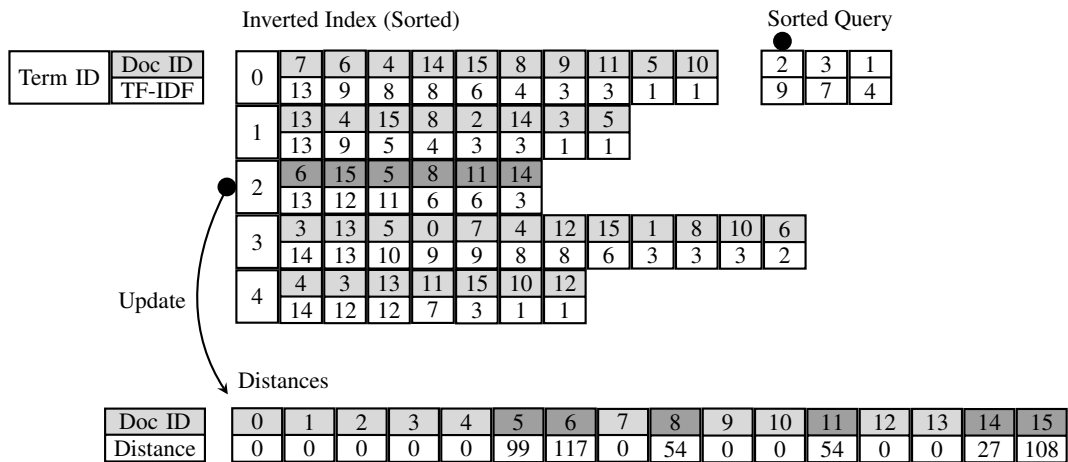 Inverted Index (Sorted) Sorted Query
Term ID Doc ID TF-IDF
0 7 6 4 14 15 8 9 11 5 10
13 9 8 8 6 4 3 3 1 1
2 3 1
9 7 4
1 13 4 15 8 2 14 3 5
13 9 5 4 3 3 1 1
2 6 15 5 8 11 14
13 12 11 6 6 3
3 3 13 5 0 7 4 12 15 1 8 10 6
14 13 10 9 9 8 8 6 3 3 3 2
4 4 3 13 11 15 10 12
14 12 12 7 3 1 1
Update
Distances
Doc ID 0 1 2 3 4 5 6 7 8 9 10 11 12 13 14 15
Distance 0 0 0 0 0 99 117 0 54 0 0 54 0 0 27 108